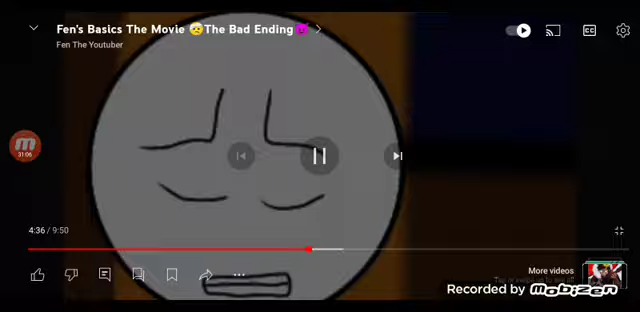 Fen's Basics The Movie 🤕The Bad Ending😈
Fen The Youtuber
CC
31:06
4:36 / 9:50
More videos
Recorded by Mobizen